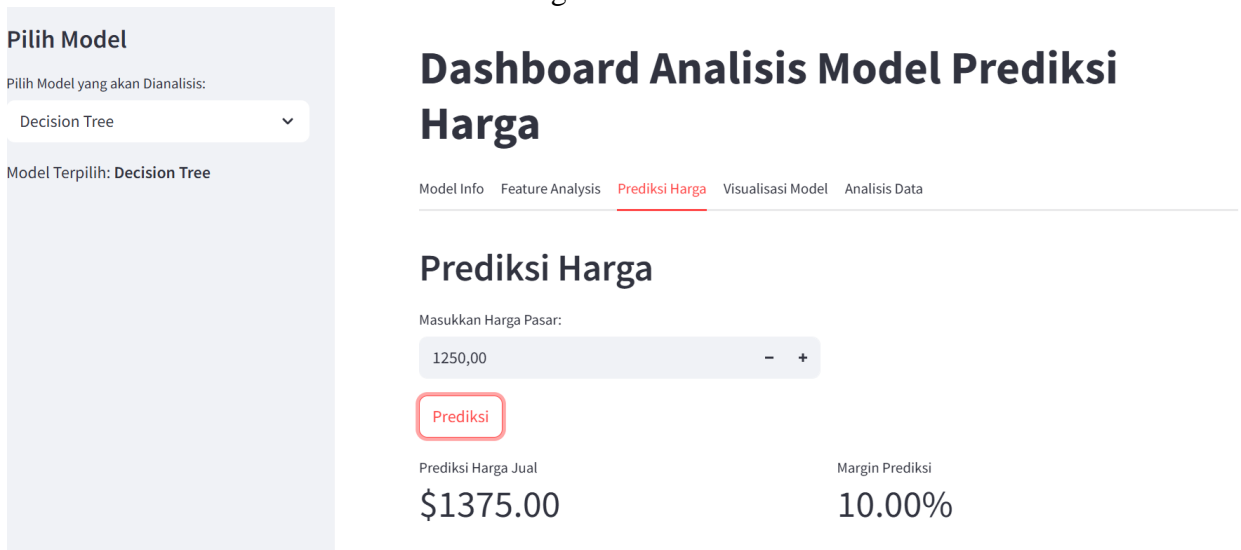 Pilih Model
Pilih Model yang akan Dianalisis:
Decision Tree
Model Terpilih: Decision Tree
Dashboard Analisis Model Prediksi
Harga
Model Info Feature Analysis Prediksi Harga Visualisasi Model Analisis Data
Prediksi Harga
Masukkan Harga Pasar:
1250,00 - +
Prediksi
Prediksi Harga Jual
$1375.00
Margin Prediksi
10.00%